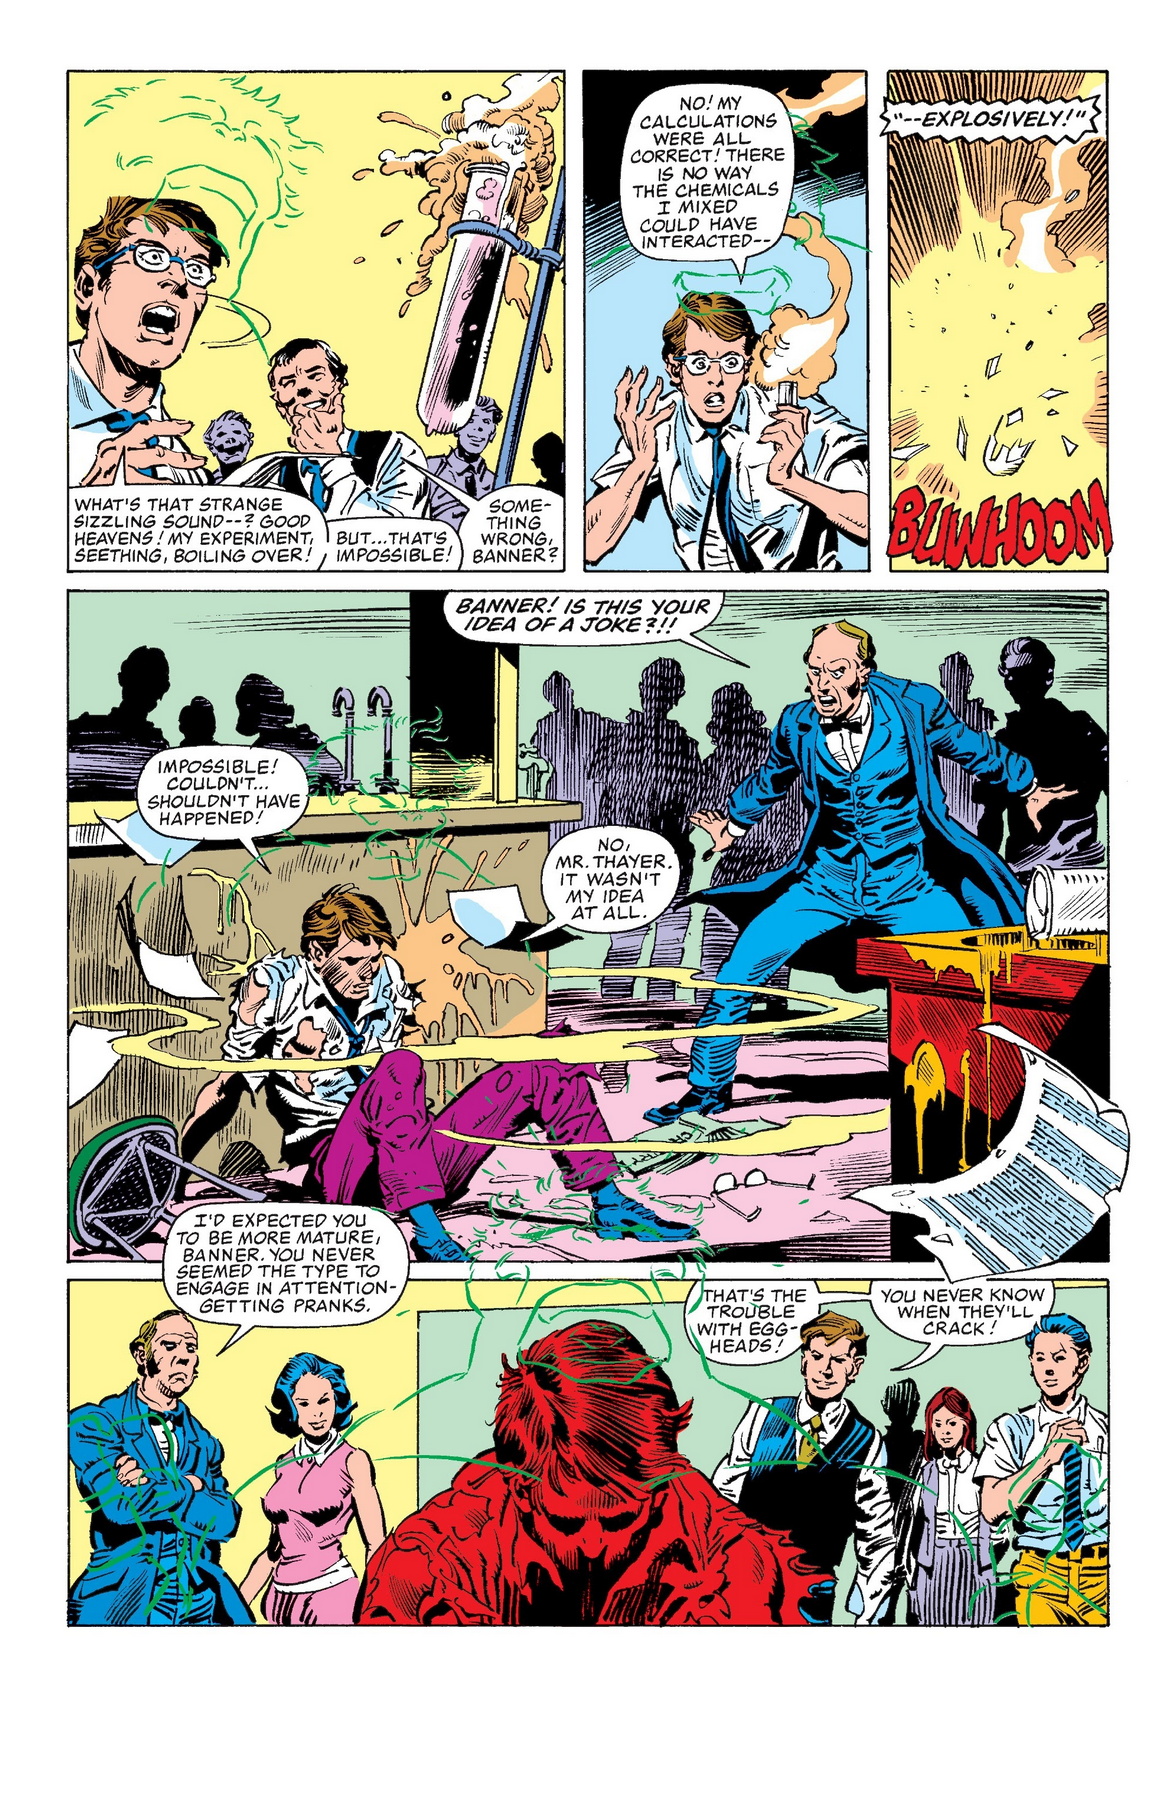 WHAT'S THAT STRANGE
SIZZLING SOUND--? GOOD
HEAVENS! MY EXPERIMENT,
SEETHING, BOILING OVER!
BUT...THAT'S
IMPOSSIBLE!
SOME-
THING
WRONG,
BANNER?
NO! MY
CALCULATIONS
WERE ALL
CORRECT! THERE
IS NO WAY
THE CHEMICALS
I MIXED
COULD HAVE
INTERACTED--
"--EXPLOSIVELY!"
BUWHOOM
BANNER! IS THIS YOUR
IDEA OF A JOKE?!!
IMPOSSIBLE!
COULDN'T...
SHOULDN'T HAVE
HAPPENED!
NO,
MR. THAYER.
IT WASN'T
MY IDEA
AT ALL.
I'D EXPECTED YOU
TO BE MORE MATURE,
BANNER. YOU NEVER
SEEMED THE TYPE TO
ENGAGE IN ATTENTION-
GETTING PRANKS.
THAT'S THE
TROUBLE
WITH EGG-
HEADS!
YOU NEVER KNOW
WHEN THEY'LL
CRACK!